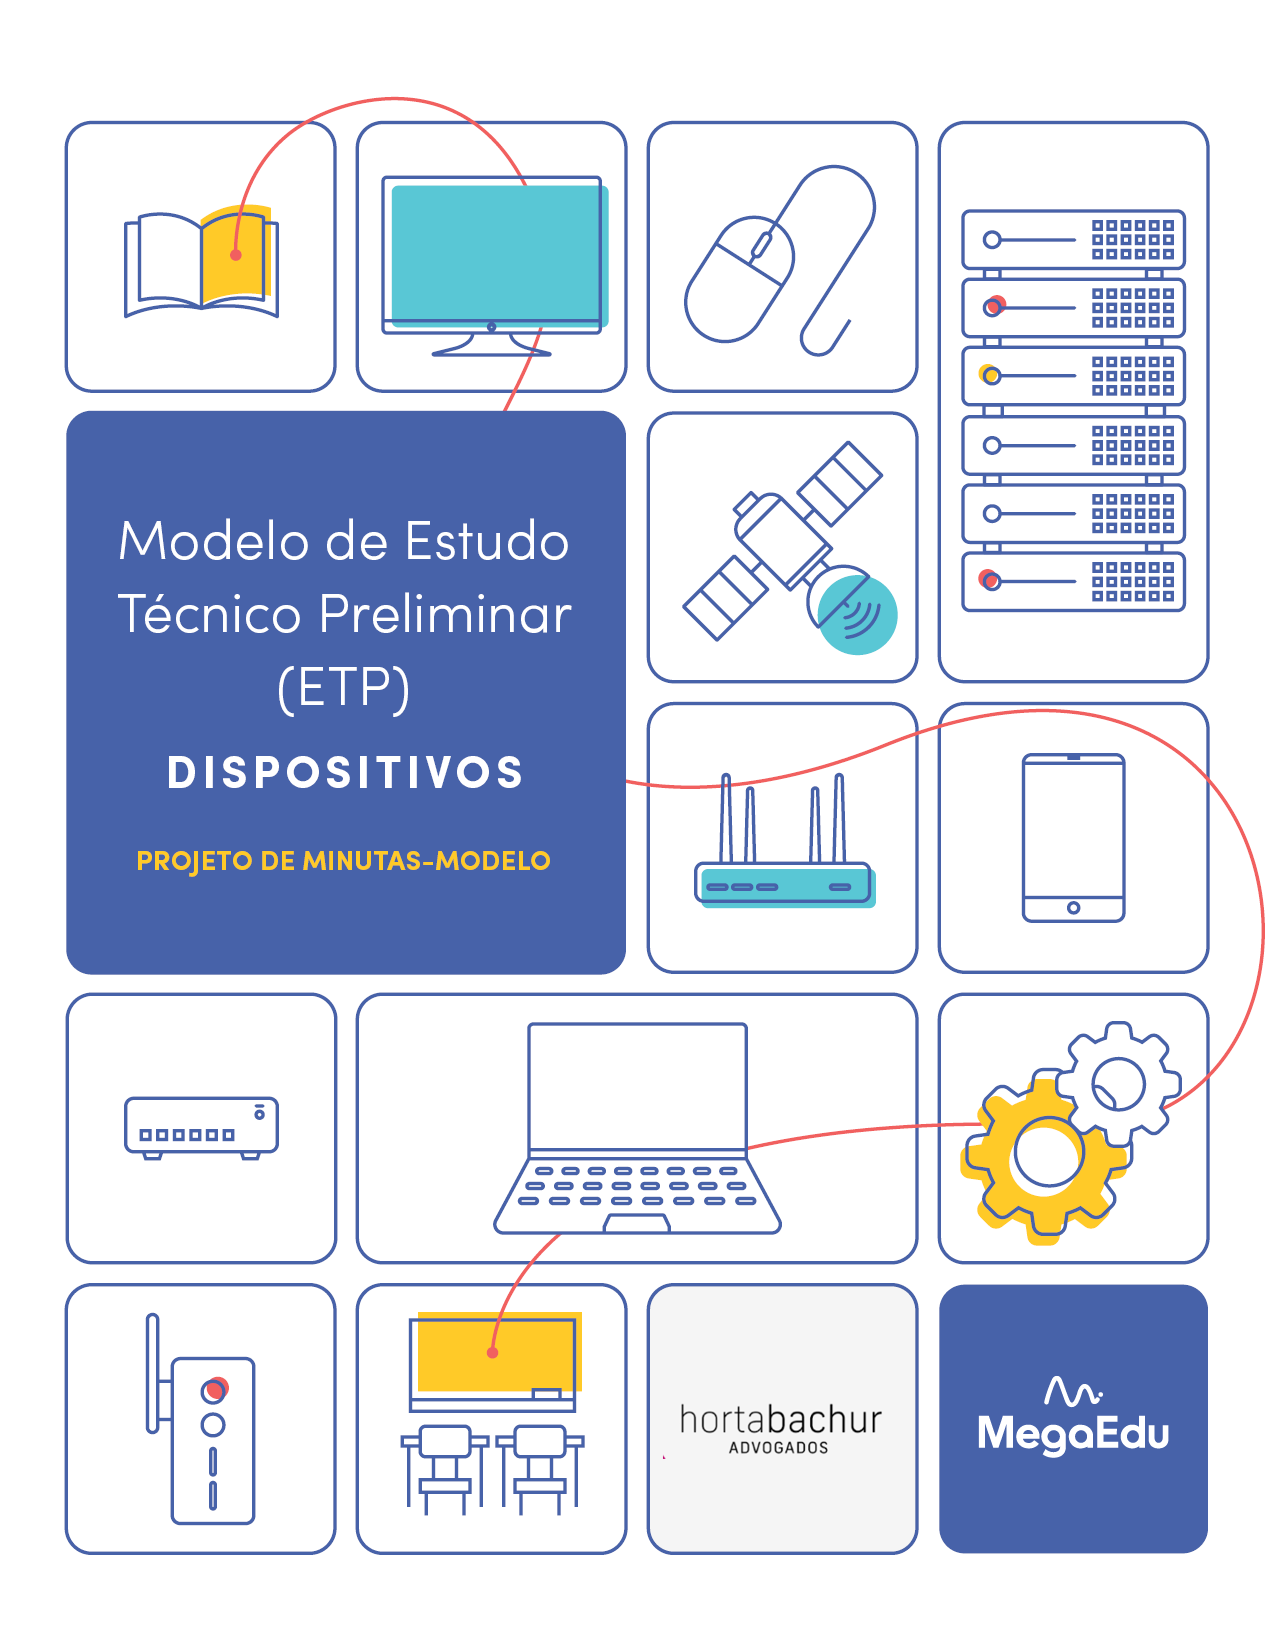 Modelo de Estudo
Técnico Preliminar
(ETP)
DISPOSITIVOS
PROJETO DE MINUTAS-MODELO
hortabachur
ADVOGADOS
MegaEdu